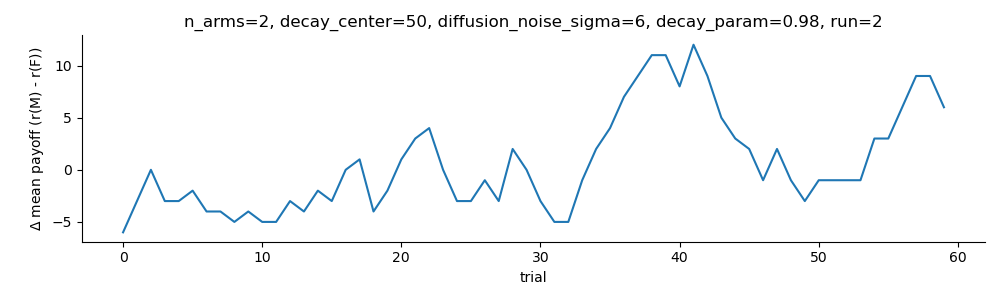 n_arms=2, decay_center=50, diffusion_noise_sigma=6, decay_param=0.98, run=2
Δ mean payoff (r(M) - r(F))
10
5
0
−5
0 10 20 30 40 50 60
trial